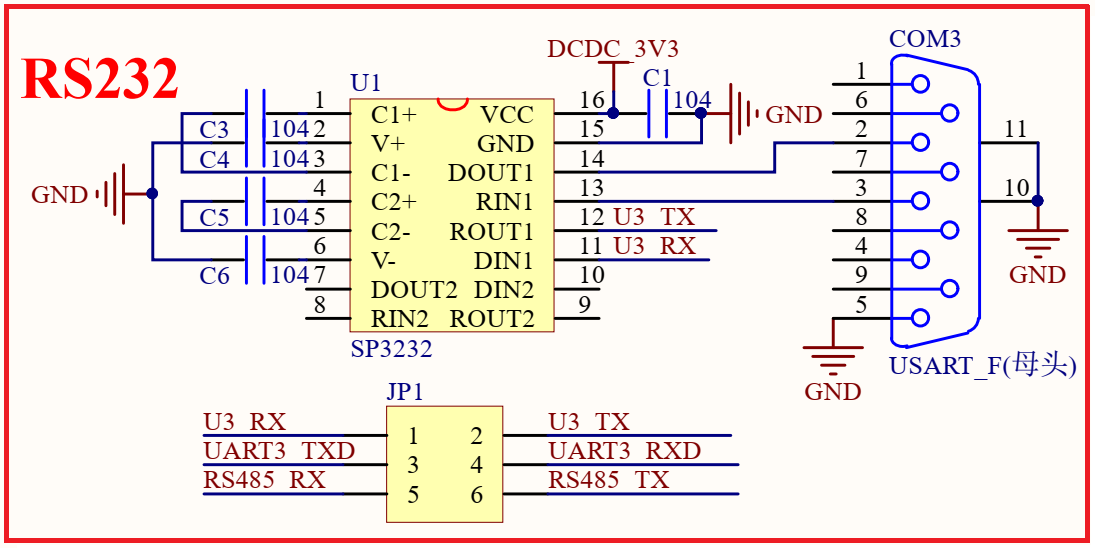 RS232
U1
DCDC_3V3
C1
104
GND
COM3
C3
104
C4
104
C5
104
C6
104
GND
1
2
3
4
5
6
7
8
C1+
V+
C1-
C2+
C2-
V-
DOUT2
RIN2
VCC
GND
DOUT1
RIN1
ROUT1
DIN1
DIN2
ROUT2
16
15
14
13
12
11
10
9
U3_TX
U3_RX
SP3232
1
6
2
7
3
8
4
9
5
11
10
GND
GND
USART_F(母头)
JP1
U3_RX
1
2
U3_TX
UART3_TXD
3
4
UART3_RXD
RS485_RX
5
6
RS485_TX